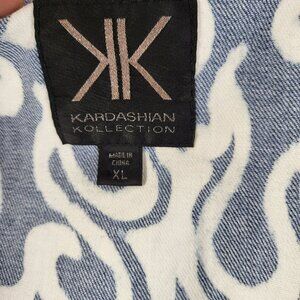 KK
KARDASHIAN
KOLLECTION
MADE IN
CHINA
XL